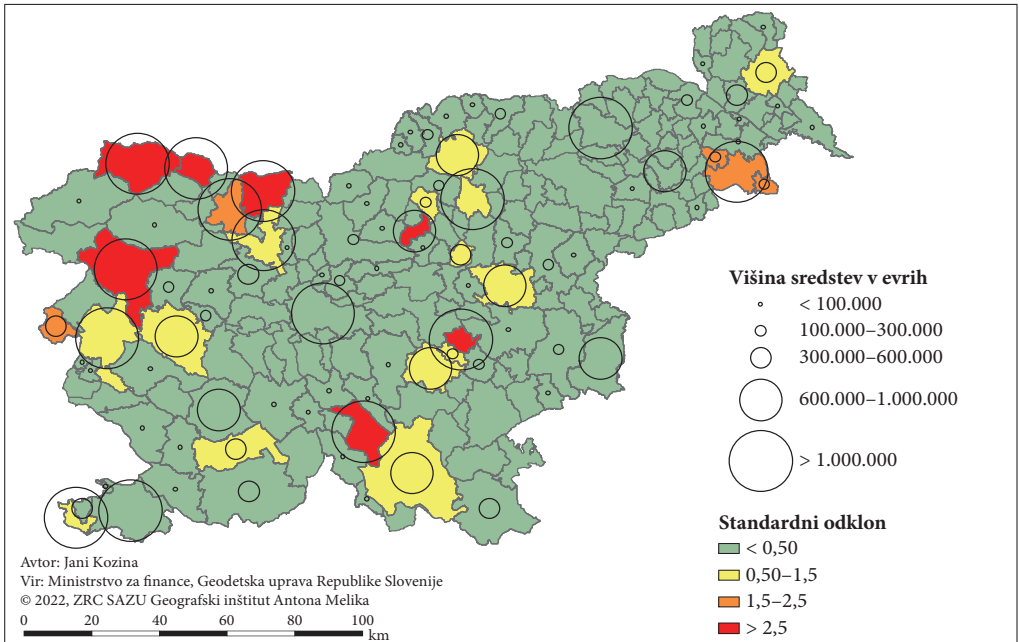 Višina sredstev v evrih
< 100.000
100.000–300.000
300.000–600.000
600.000–1.000.000
> 1.000.000
Standardni odklon
< 0,50
0,50–1,5
1,5–2,5
> 2,5
Avtor: Jani Kozina
Vir: Ministrstvo za finance, Geodetska uprava Republike Slovenije
© 2022, ZRC SAZU Geografski inštitut Antona Melika
0 20 40 60 80 100
km